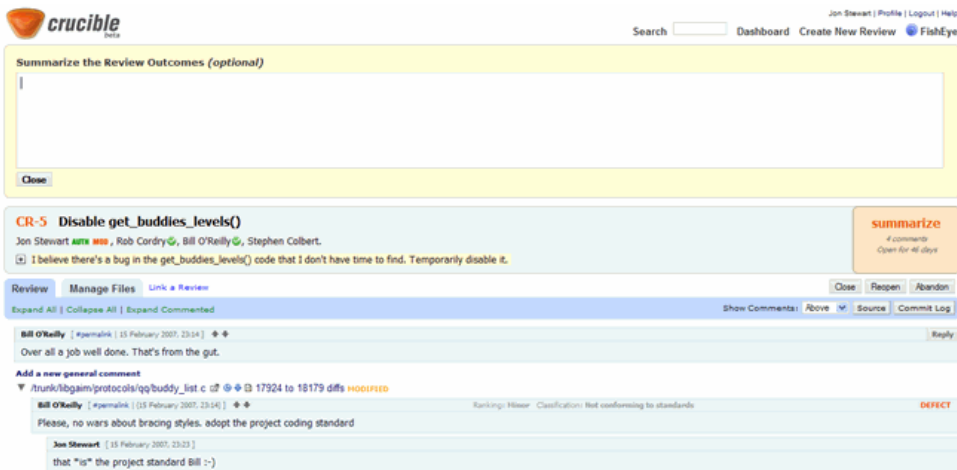 crucible
beta
Jon Stewart | Profile | Logout | Help
Search Dashboard Create New Review FishEye
Summarize the Review Outcomes (optional)
Close
CR-5 Disable get_buddies_levels()
Jon Stewart AUTH MOD , Rob Cordry, Bill O'Reilly, Stephen Colbert.
I believe there's a bug in the get_buddies_levels() code that I don't have time to find. Temporarily disable it.
summarize
4 comments
Open for 46 days
Review Manage Files Link a Review Close Reopen Abandon
Expand All | Collapse All | Expand Commented Show Comments: Above Source Commit Log
Bill O'Reilly [ #permalink | 15 February 2007, 23:14 ] Reply
Over all a job well done. That's from the gut.
Add a new general comment
/trunk/libgaim/protocols/qq/buddy_list.c 17924 to 18179 diffs MODIFIED
Bill O'Reilly [ #permalink | (15 February 2007, 23:14) ] Ranking: Minor Classification: Not conforming to standards DEFECT
Please, no wars about bracing styles. adopt the project coding standard
Jon Stewart [ 15 February 2007, 23:23 ]
that *is* the project standard Bill :-)